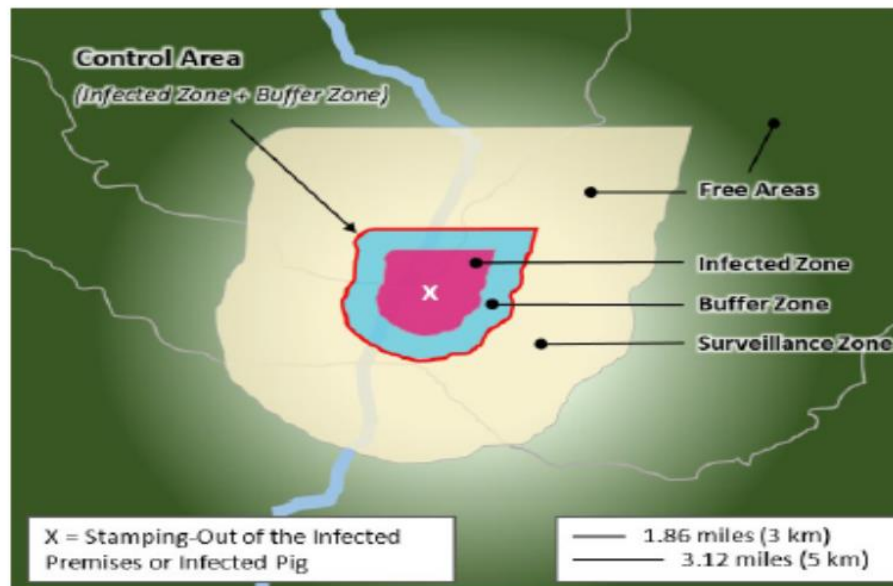 Control Area
(Infected Zone + Buffer Zone)
Free Areas
Infected Zone
X
Buffer Zone
Surveillance Zone
X = Stamping-Out of the Infected
Premises or Infected Pig
1.86 miles (3 km)
3.12 miles (5 km)